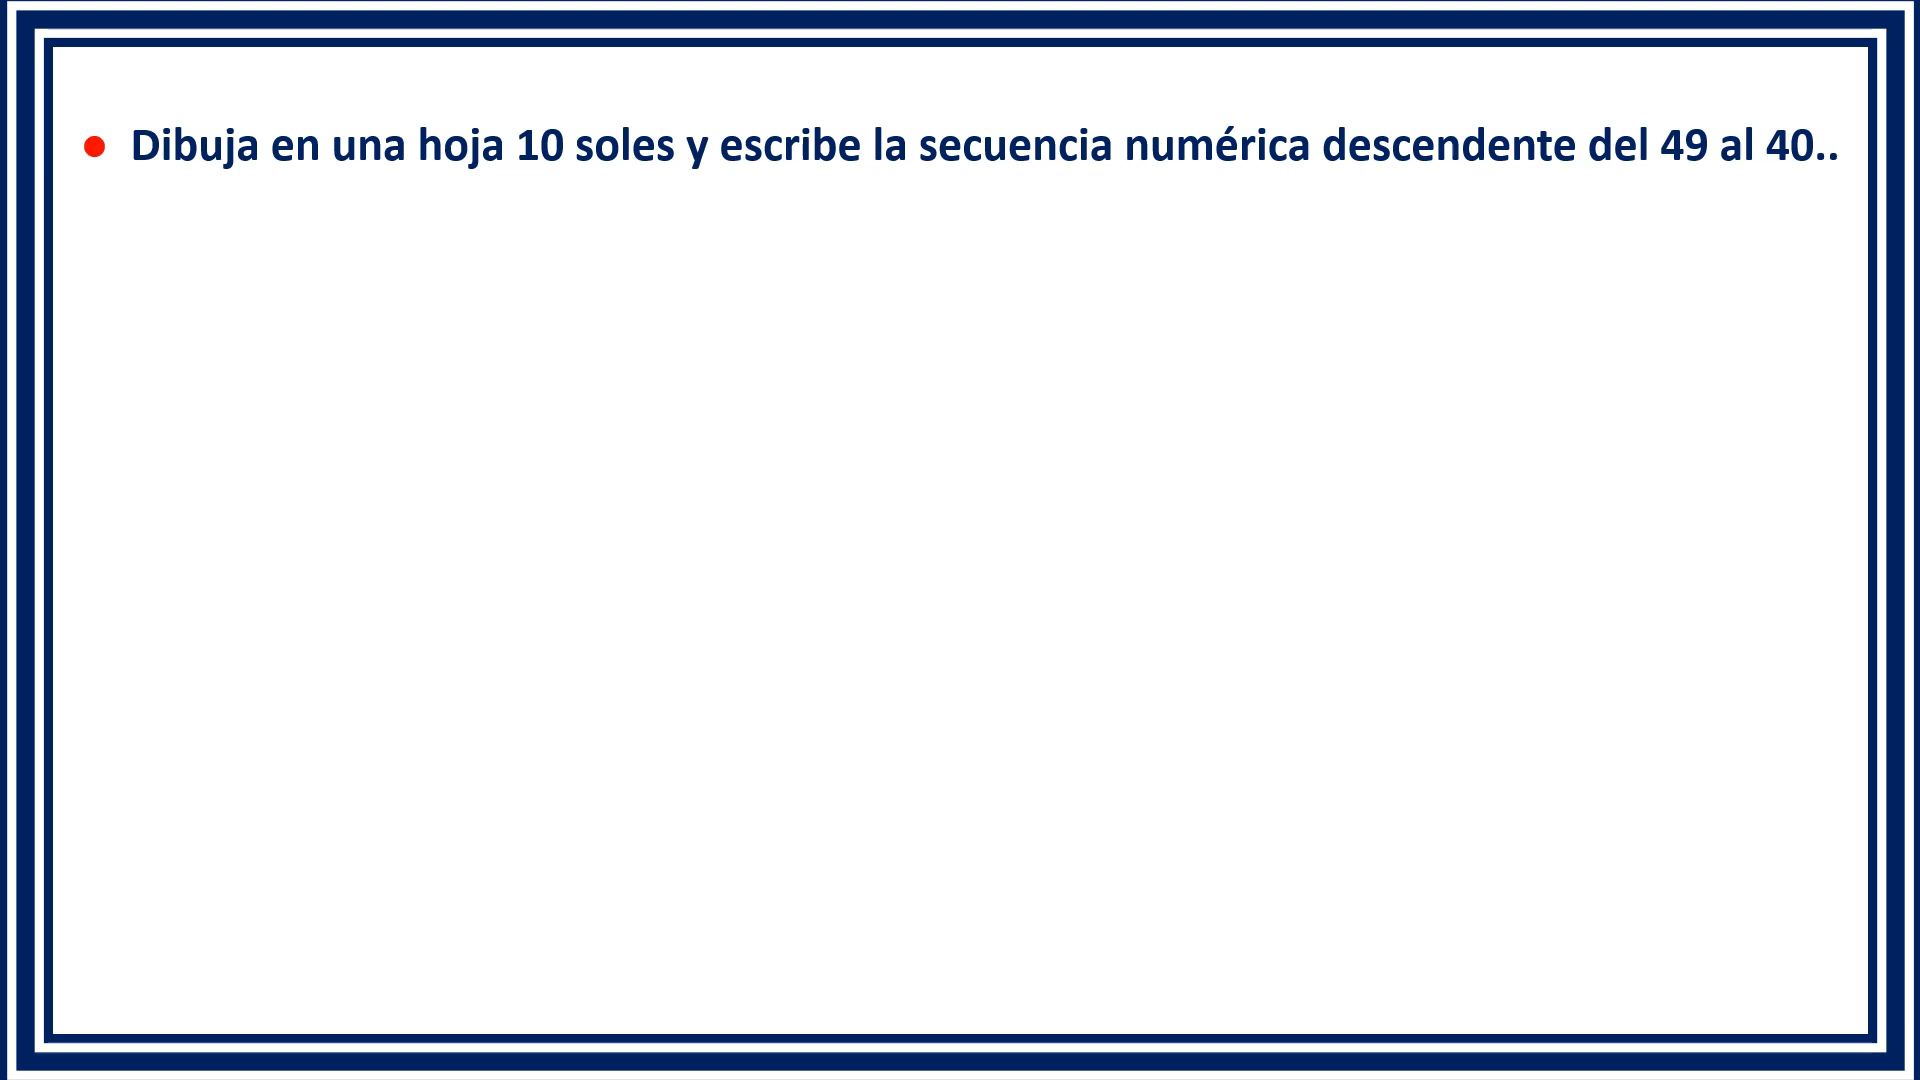 • Dibuja en una hoja 10 soles y escribe la secuencia numérica descendente del 49 al 40..